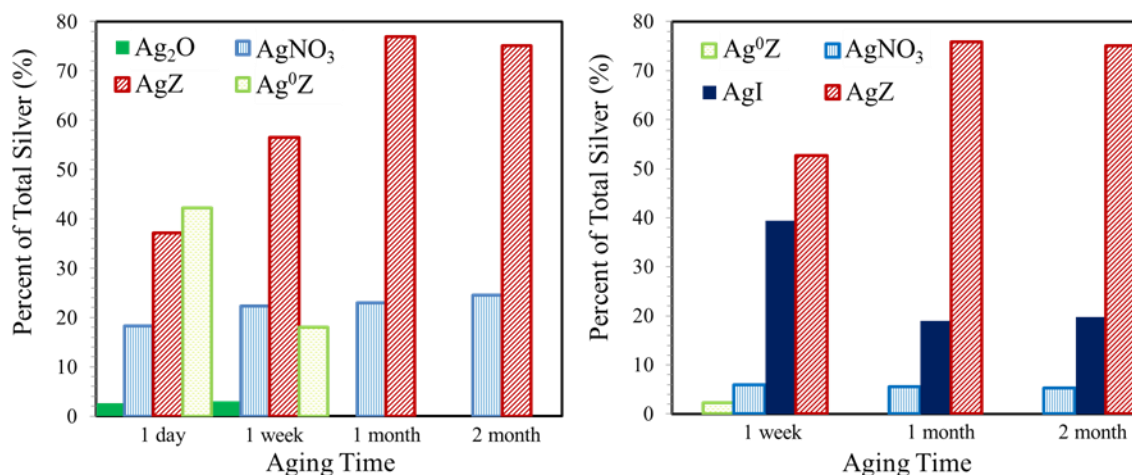 Percent of Total Silver (%)
80
70
60
50
40
30
20
10
0
Ag₂O
AgNO₃
AgZ
Ag⁰Z
1 day
1 week
1 month
2 month
Aging Time
Percent of Total Silver (%)
80
70
60
50
40
30
20
10
0
Ag⁰Z
AgNO₃
AgI
AgZ
1 week
1 month
2 month
Aging Time